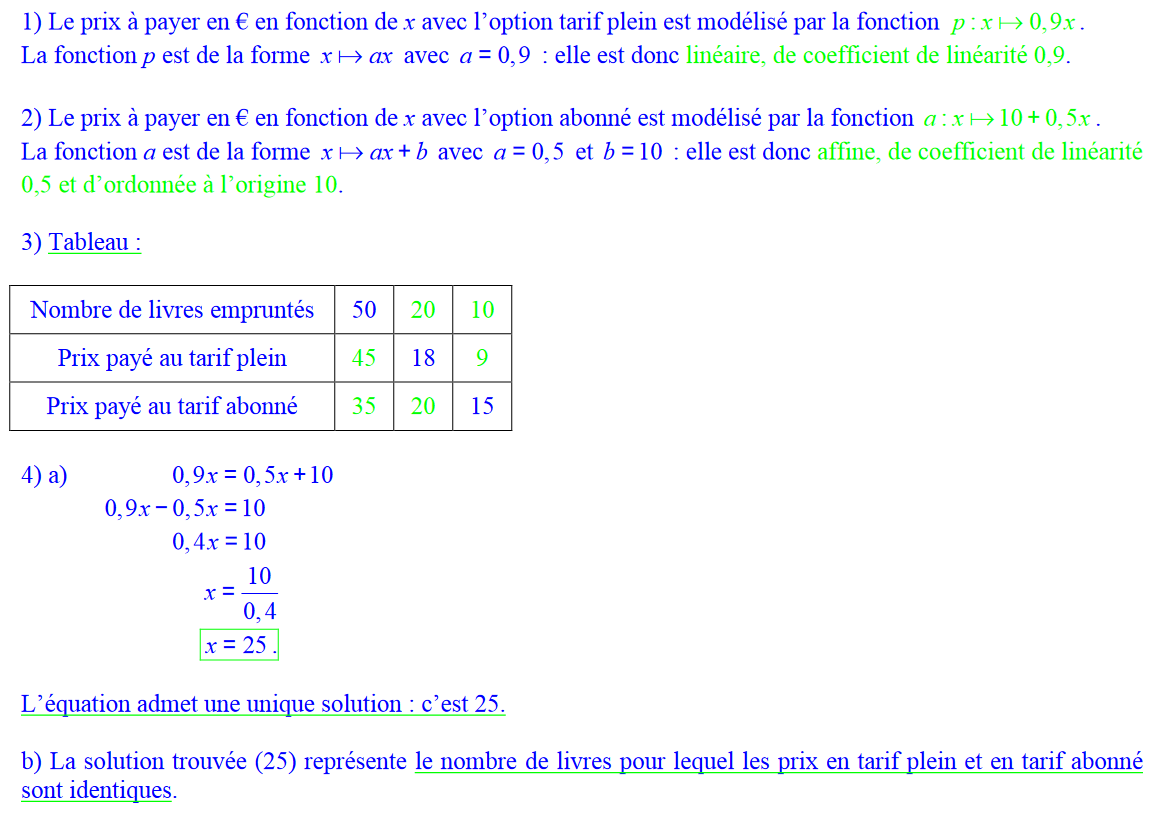 1) Le prix à payer en € en fonction de x avec l’option tarif plein est modélisé par la fonction p : x ↦ 0,9x .
La fonction p est de la forme x ↦ ax avec a = 0,9 : elle est donc linéaire, de coefficient de linéarité 0,9.
2) Le prix à payer en € en fonction de x avec l’option abonné est modélisé par la fonction a : x ↦ 10 + 0,5x .
La fonction a est de la forme x ↦ ax + b avec a = 0,5 et b = 10 : elle est donc affine, de coefficient de linéarité
0,5 et d’ordonnée à l’origine 10.
3) Tableau :
Nombre de livres empruntés 50 20 10
Prix payé au tarif plein 45 18 9
Prix payé au tarif abonné 35 20 15
4) a) 0,9x = 0,5x + 10
0,9x − 0,5x = 10
0,4x = 10
x = 10/0,4
x = 25 .
L’équation admet une unique solution : c’est 25.
b) La solution trouvée (25) représente le nombre de livres pour lequel les prix en tarif plein et en tarif abonné
sont identiques.